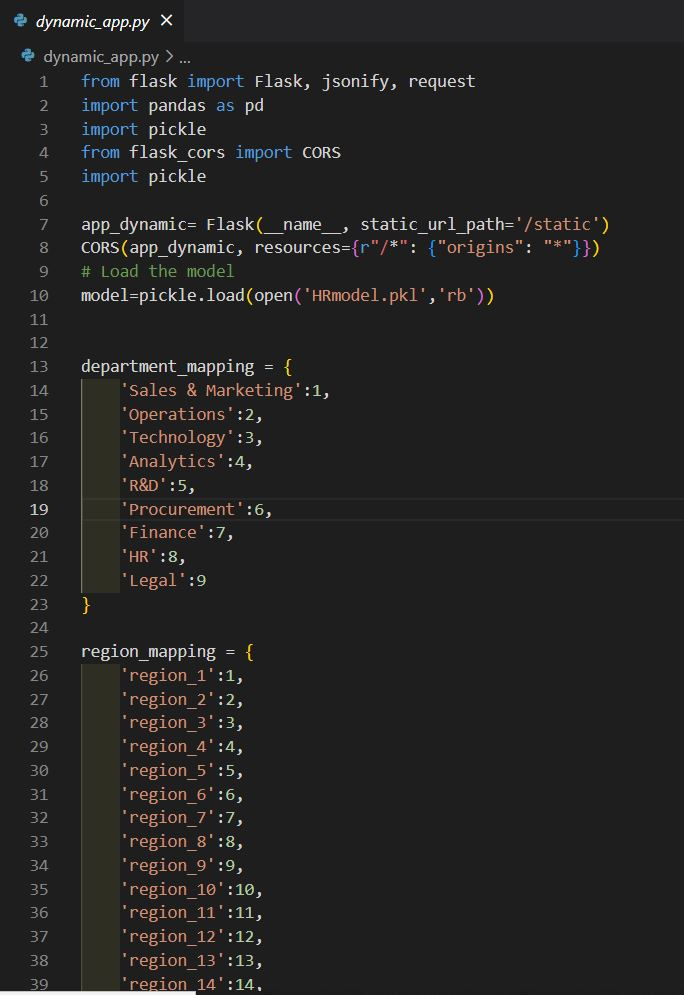 dynamic_app.py ×
dynamic_app.py > ...
1 from flask import Flask, jsonify, request
2 import pandas as pd
3 import pickle
4 from flask_cors import CORS
5 import pickle
6
7 app_dynamic= Flask(__name__, static_url_path='/static')
8 CORS(app_dynamic, resources={r"/*": {"origins": "*"}})
9 # Load the model
10 model=pickle.load(open('HRmodel.pkl','rb'))
11
12
13 department_mapping = {
14     'Sales & Marketing':1,
15     'Operations':2,
16     'Technology':3,
17     'Analytics':4,
18     'R&D':5,
19     'Procurement':6,
20     'Finance':7,
21     'HR':8,
22     'Legal':9
23 }
24
25 region_mapping = {
26     'region_1':1,
27     'region_2':2,
28     'region_3':3,
29     'region_4':4,
30     'region_5':5,
31     'region_6':6,
32     'region_7':7,
33     'region_8':8,
34     'region_9':9,
35     'region_10':10,
36     'region_11':11,
37     'region_12':12,
38     'region_13':13,
39     'region_14':14,